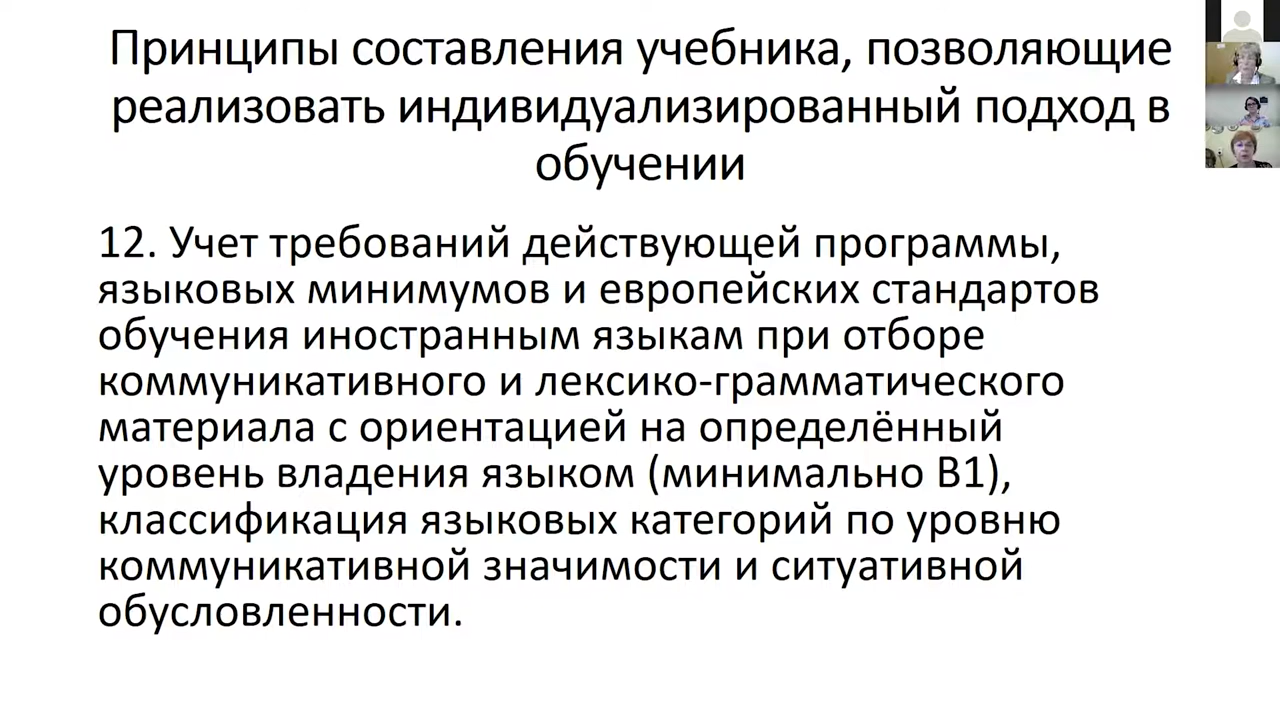 Принципы составления учебника, позволяющие
реализовать индивидуализированный подход в
обучении
12. Учет требований действующей программы,
языковых минимумов и европейских стандартов
обучения иностранным языкам при отборе
коммуникативного и лексико-грамматического
материала с ориентацией на определённый
уровень владения языком (минимально В1),
классификация языковых категорий по уровню
коммуникативной значимости и ситуативной
обусловленности.